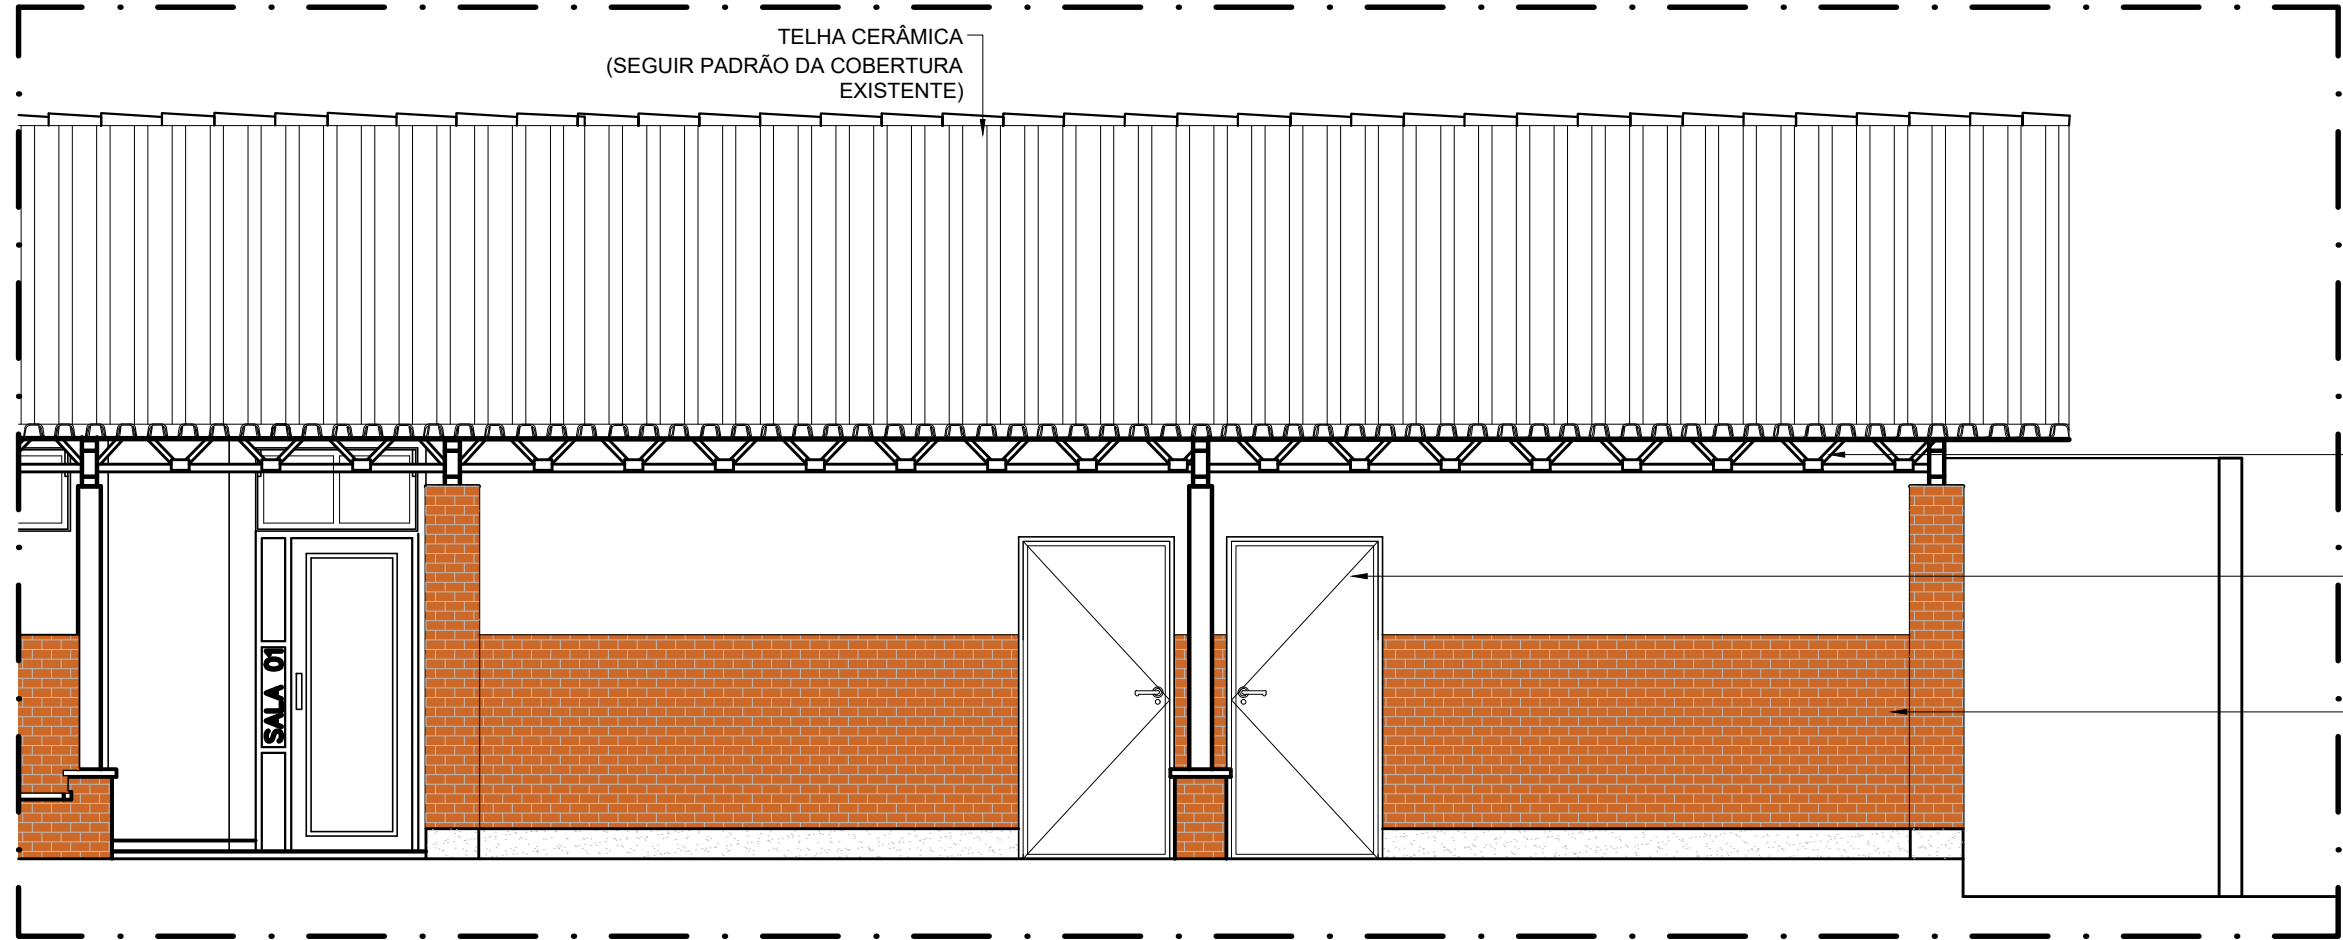 TELHA CERÂMICA
(SEGUIR PADRÃO DA COBERTURA
EXISTENTE)
SALA 01